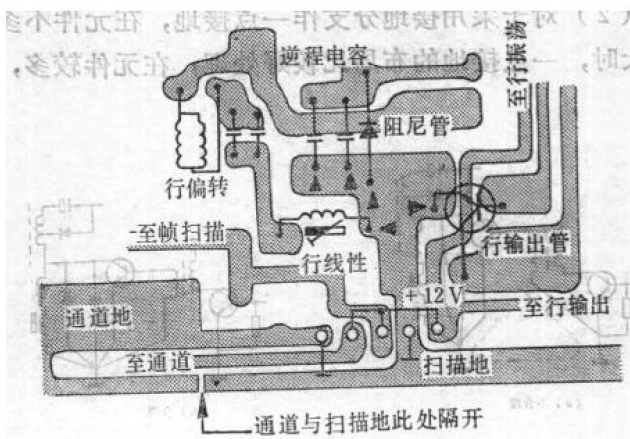 逆程电容
至行振荡
阻尼管
行偏转
至帧扫描
行线性
行输出管
+12V
至行输出
通道地
至通道
扫描地
通道与扫描地此处隔开